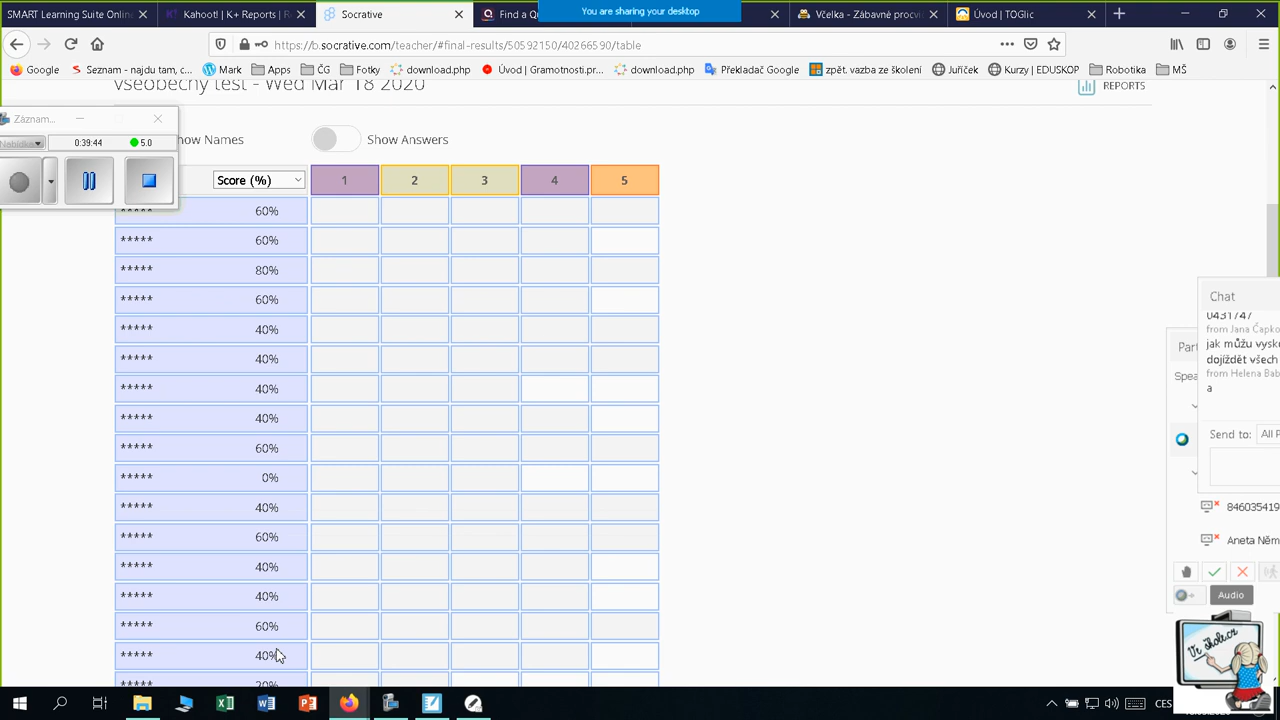 SMART Learning Suite Onlin
Kahoot! | K+ Reports | R
Socrative
Find a Q
You are sharing your desktop
Včelka - Zábavné procvi
Úvod | TOGlic
https://b.socrative.com/teacher/#final-results/50592150/40266590/table
Google
Seznam - najdu tam, c...
Mark
Apps
ČG
Fotky
download.php
Úvod | Gramotnosti.pr...
download.php
Překladač Google
zpět. vazba ze školení
Juříček
Kurzy | EDUSKOP
Robotika
MŠ
Všeobecný test - Wed Mar 18 2020
REPORTS
Záznam...
Nabídka
0:39:44
5.0
how Names
Show Answers
Score (%)
1
2
3
4
5
***** 60%
***** 60%
***** 80%
***** 60%
***** 40%
***** 40%
***** 40%
***** 40%
***** 60%
***** 0%
***** 40%
***** 60%
***** 40%
***** 40%
***** 60%
***** 40%
Chat
0431747
from Jana Čapko
jak můžu vysk
dojíždět všech
from Helena Bab
a
Part
Spea
Send to:
All P
846035419
Aneta Něm
Audio
Ve škole.cz
CES